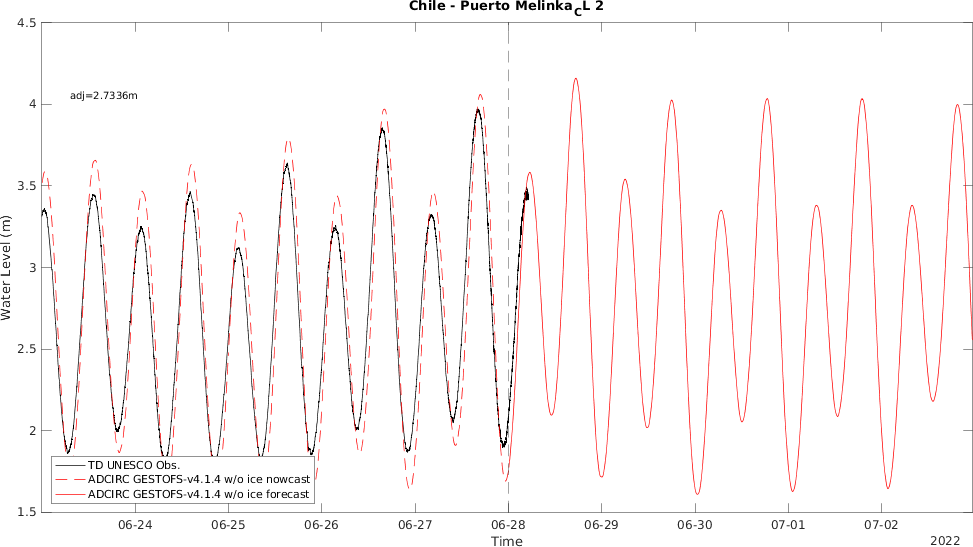 Chile - Puerto Melinka_CL 2
4.5
adj=2.7336m
4
3.5
3
2.5
2
1.5
Water Level (m)
TD UNESCO Obs.
ADCIRC GESTOFS-v4.1.4 w/o ice nowcast
ADCIRC GESTOFS-v4.1.4 w/o ice forecast
06-24 06-25 06-26 06-27 06-28 06-29 06-30 07-01 07-02
Time
2022